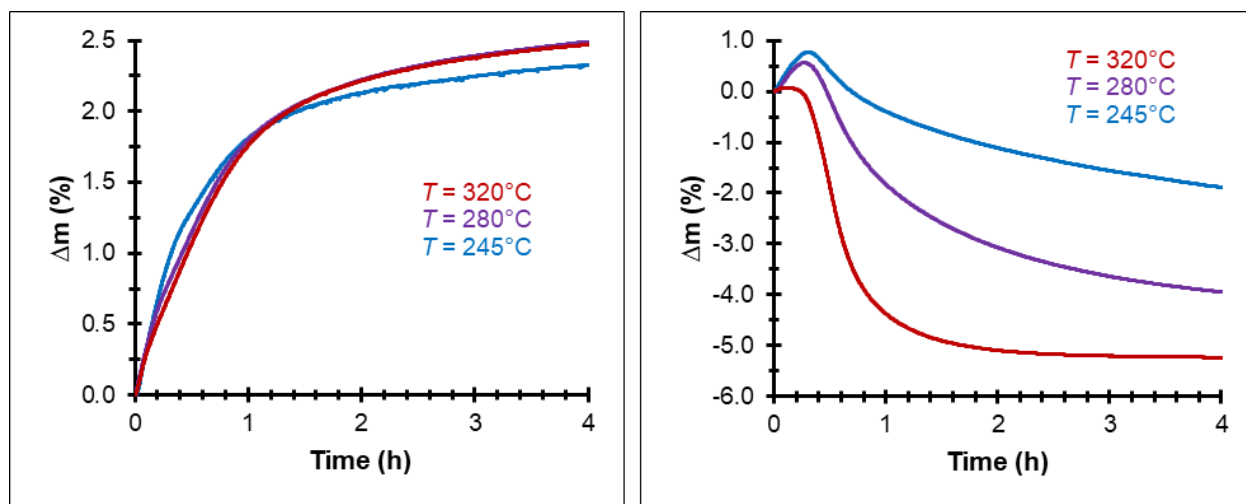 2.5
2.0
1.5
1.0
0.5
0.0
Δm (%)
T = 320°C
T = 280°C
T = 245°C
0 1 2 3 4
Time (h)
1.0
0.0
-1.0
-2.0
-3.0
-4.0
-5.0
-6.0
Δm (%)
T = 320°C
T = 280°C
T = 245°C
0 1 2 3 4
Time (h)